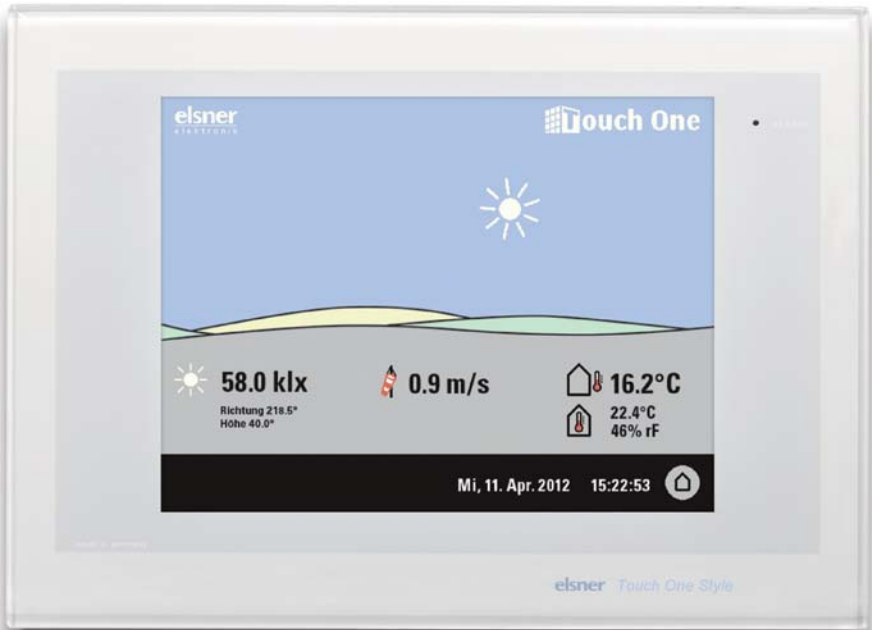 elsner
elektronik
Touch One
58.0 klx
Richtung 218.5°
Höhe 40.0°
0.9 m/s
16.2°C
22.4°C
46% rF
Mi, 11. Apr. 2012 15:22:53
elsner Touch One Style